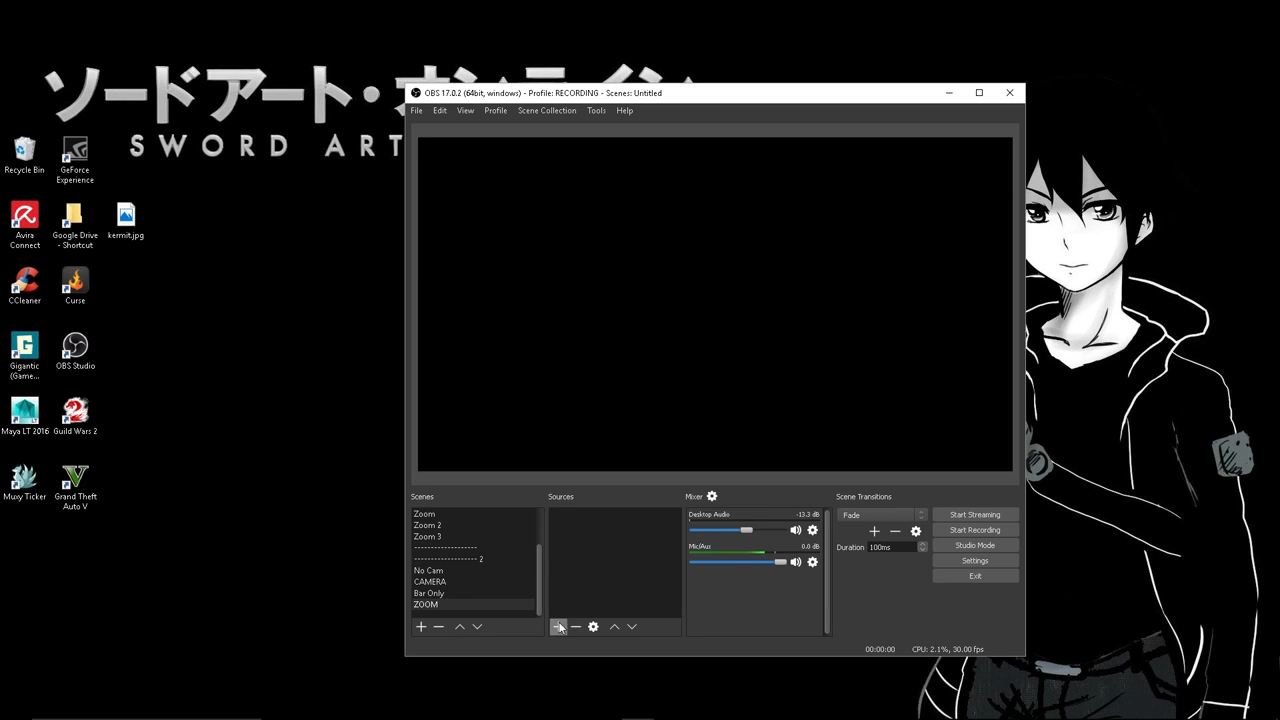 ソードアート・オンライン
SWORD ART
Recycle Bin
GeForce
Experience
Avira
Connect
Google Drive
- Shortcut
kermit.jpg
CCleaner
Curse
Gigantic
(Game...
OBS Studio
Maya LT 2016
Guild Wars 2
Muxy Ticker
Grand Theft
Auto V
OBS 17.0.2 (64bit, windows) - Profile: RECORDING - Scenes: Untitled
File Edit View Profile Scene Collection Tools Help
Scenes
Zoom
Zoom 2
Zoom 3
-------------------
------------------- 2
No Cam
CAMERA
Bar Only
ZOOM
Sources
Mixer
Desktop Audio -13.3 dB
Mic/Aux 0.0 dB
Scene Transitions
Fade
Duration 100ms
Start Streaming
Start Recording
Studio Mode
Settings
Exit
00:00:00 CPU: 2.1%, 30.00 fps